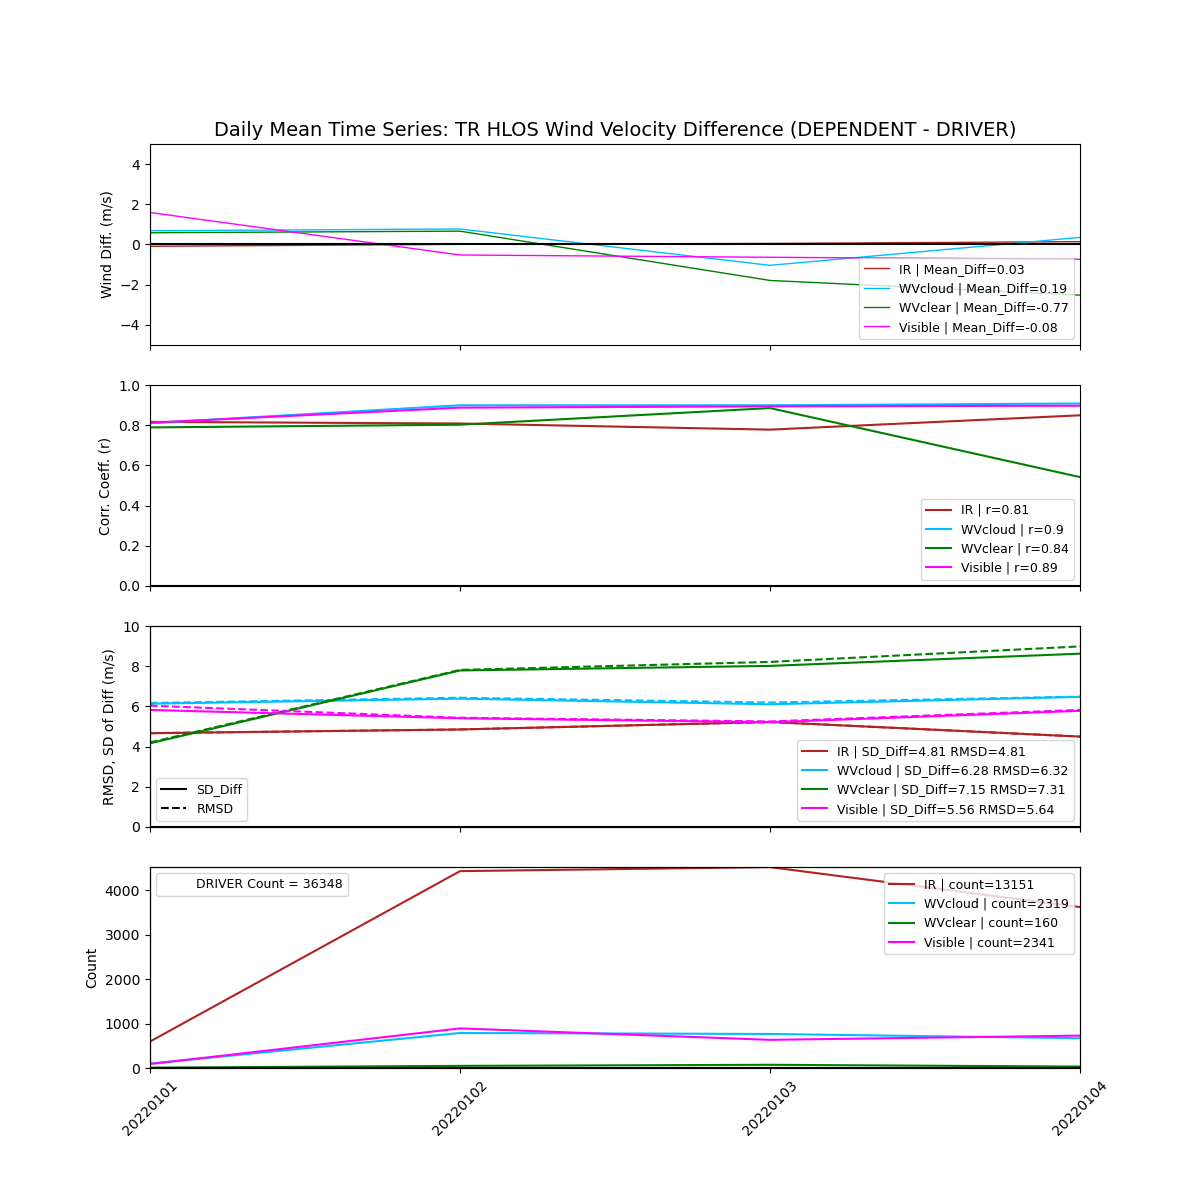 Daily Mean Time Series: TR HLOS Wind Velocity Difference (DEPENDENT - DRIVER)
Wind Diff. (m/s)
4
2
0
−2
−4
IR | Mean_Diff=0.03
WVcloud | Mean_Diff=0.19
WVclear | Mean_Diff=-0.77
Visible | Mean_Diff=-0.08
Corr. Coeff. (r)
1.0
0.8
0.6
0.4
0.2
0.0
IR | r=0.81
WVcloud | r=0.9
WVclear | r=0.84
Visible | r=0.89
RMSD, SD of Diff (m/s)
10
8
6
4
2
0
SD_Diff
RMSD
IR | SD_Diff=4.81 RMSD=4.81
WVcloud | SD_Diff=6.28 RMSD=6.32
WVclear | SD_Diff=7.15 RMSD=7.31
Visible | SD_Diff=5.56 RMSD=5.64
Count
4000
3000
2000
1000
0
DRIVER Count = 36348
IR | count=13151
WVcloud | count=2319
WVclear | count=160
Visible | count=2341
20220101
20220102
20220103
20220104